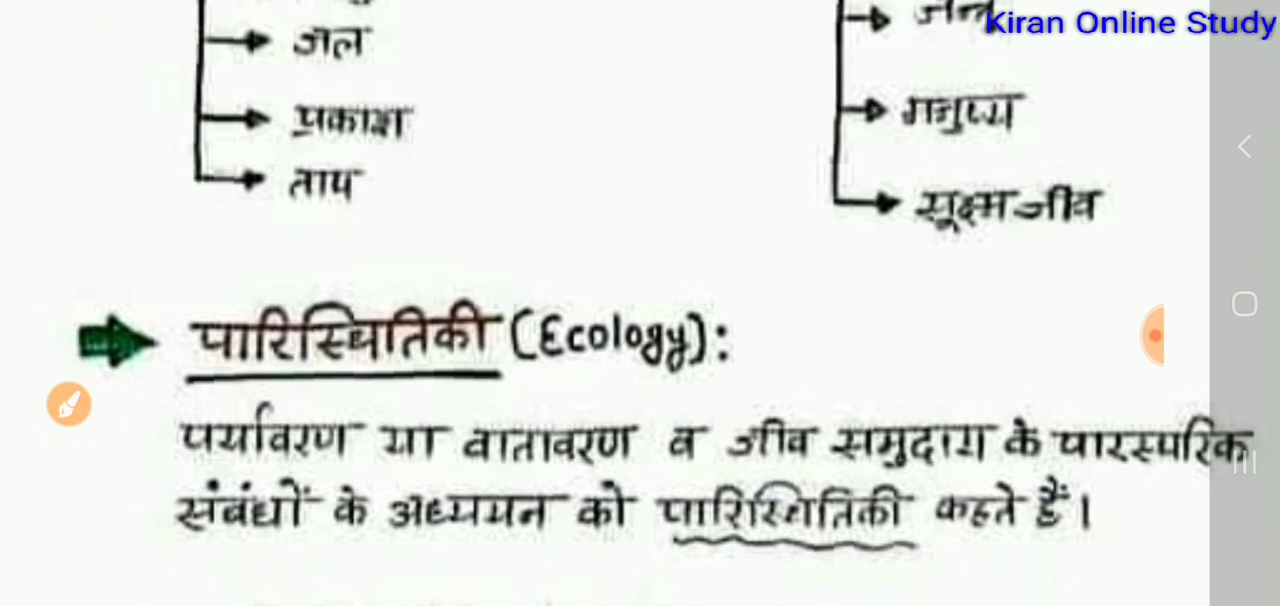 Kiran Online Study
जल
प्रकाश
ताप
मनुष्य
सूक्ष्मजीव
पारिस्थितिकी (Ecology):
पर्यावरण या वातावरण व जीव समुदाय के पारस्परिक
संबंधों के अध्ययन को पारिस्थितिकी कहते हैं।